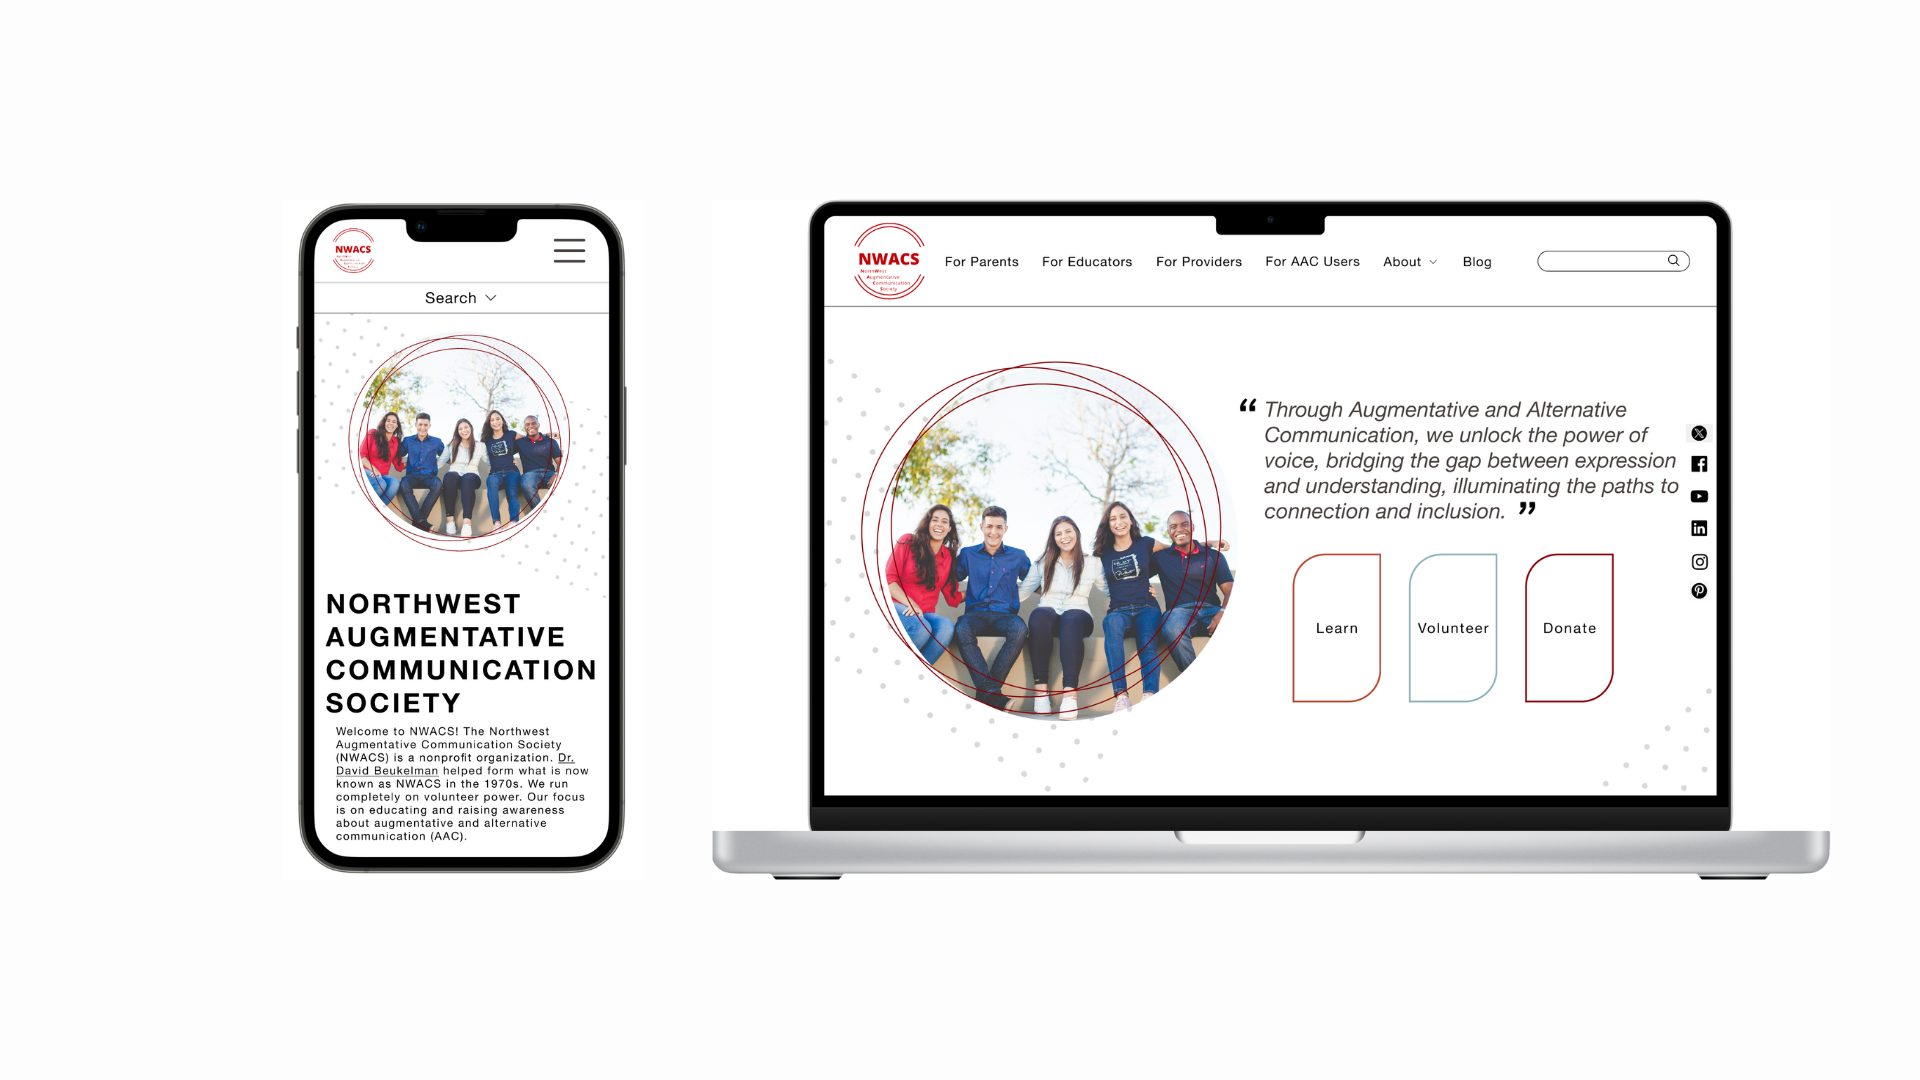 NWACS
Search
NORTHWEST
AUGMENTATIVE
COMMUNICATION
SOCIETY
Welcome to NWACS! The Northwest
Augmentative Communication Society
(NWACS) is a nonprofit organization. Dr.
David Beukelman helped form what is now
known as NWACS in the 1970s. We run
completely on volunteer power. Our focus
is on educating and raising awareness
about augmentative and alternative
communication (AAC).
NWACS
NorthWest
Augmentative
Communication
Society
For Parents
For Educators
For Providers
For AAC Users
About
Blog
“ Through Augmentative and Alternative
Communication, we unlock the power of
voice, bridging the gap between expression
and understanding, illuminating the paths to
connection and inclusion. ”
Learn
Volunteer
Donate